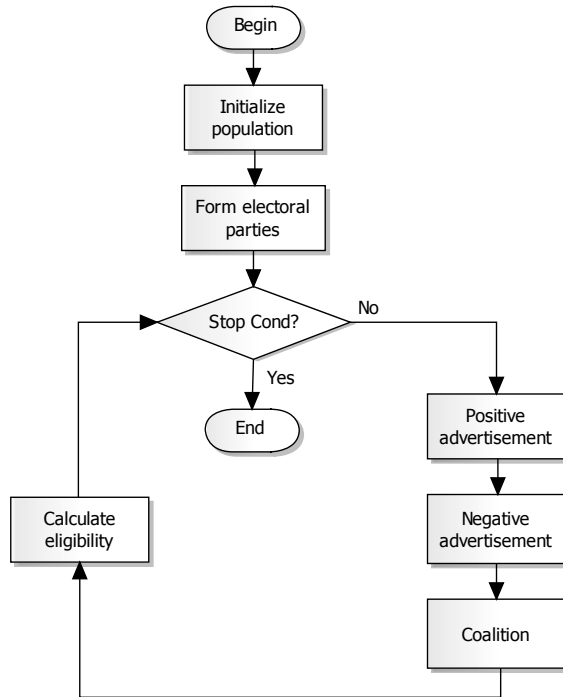 Begin
Initialize
population
Form electoral
parties
Stop Cond?
No
Yes
End
Positive
advertisement
Negative
advertisement
Coalition
Calculate
eligibility